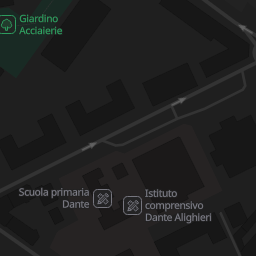 Giardino
Acciaierie
Scuola primaria
Dante
Istituto
comprensivo
Dante Alighieri